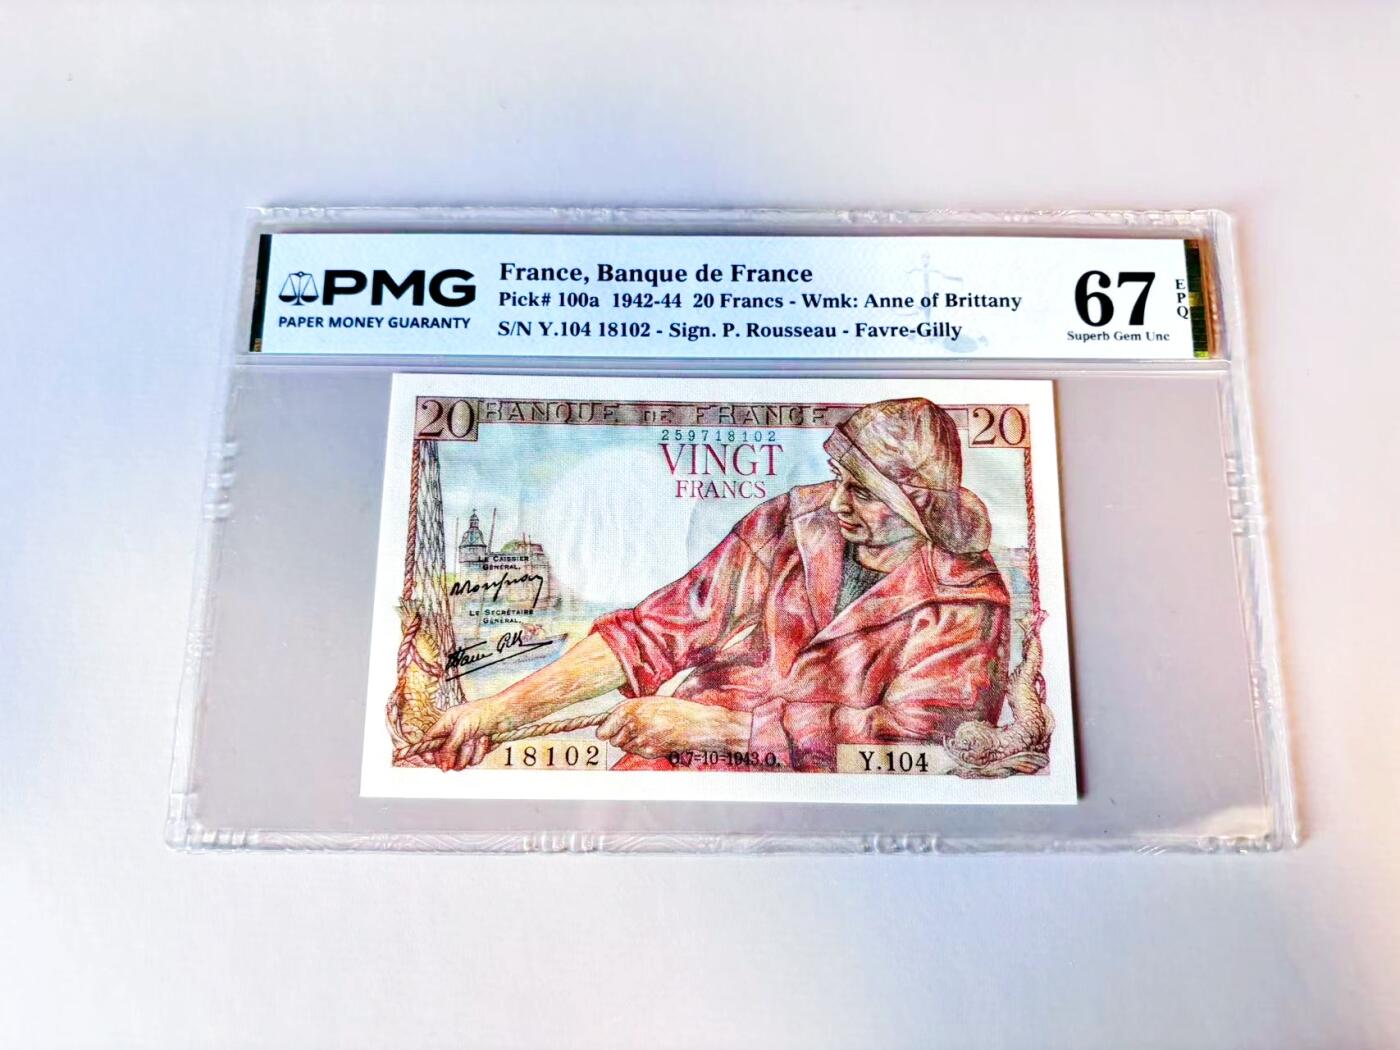 PMG
PAPER MONEY GUARANTY
France, Banque de France
Pick# 100a 1942-44 20 Francs - Wmk: Anne of Brittany
S/N Y.104 18102 - Sign. P. Rousseau - Favre-Gilly
67
EPQ
Superb Gem Unc
20 BANQUE DE FRANCE 20
259718102
VINGT
FRANCS
LE CAISSIER
GÉNÉRAL,
LE SECRÉTAIRE
GÉNÉRAL,
Favre Gilly
18102
O.7=10=1943.O.
Y.104